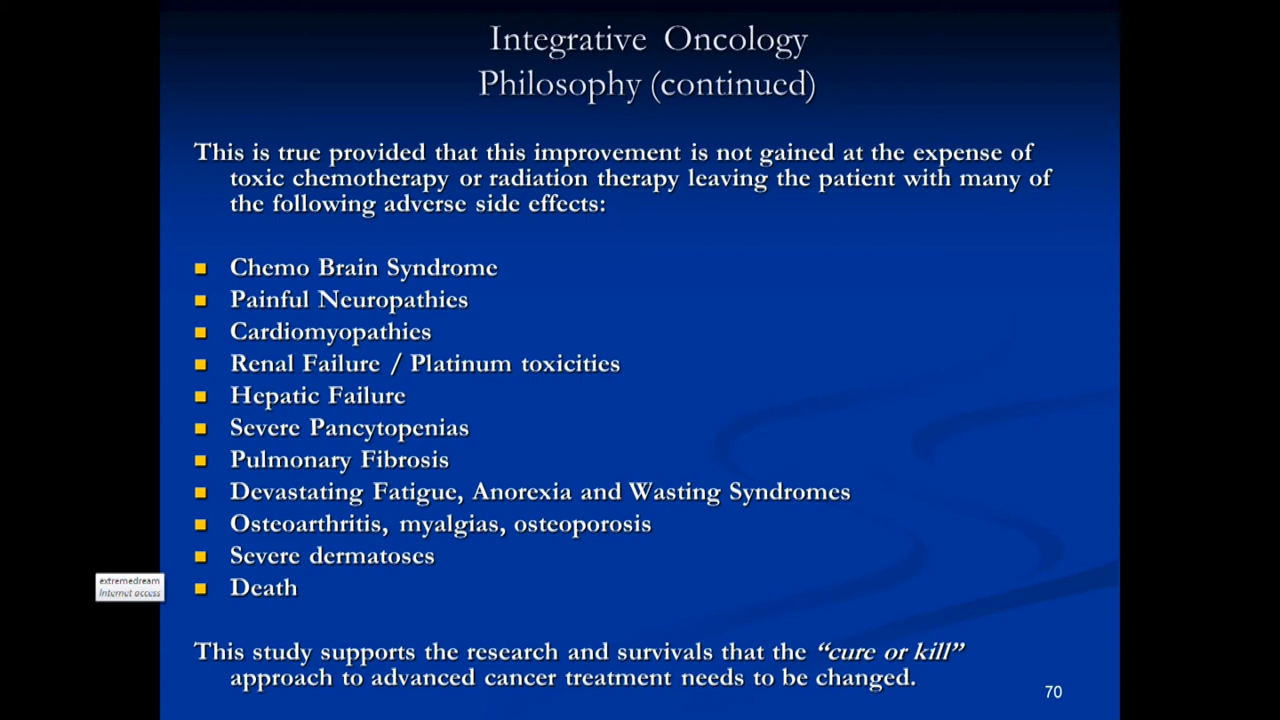 Integrative Oncology
Philosophy (continued)
This is true provided that this improvement is not gained at the expense of
toxic chemotherapy or radiation therapy leaving the patient with many of
the following adverse side effects:
Chemo Brain Syndrome
Painful Neuropathies
Cardiomyopathies
Renal Failure / Platinum toxicities
Hepatic Failure
Severe Pancytopenias
Pulmonary Fibrosis
Devastating Fatigue, Anorexia and Wasting Syndromes
Osteoarthritis, myalgias, osteoporosis
Severe dermatoses
extremedream
Internet access
Death
This study supports the research and survivals that the “cure or kill”
approach to advanced cancer treatment needs to be changed.
70